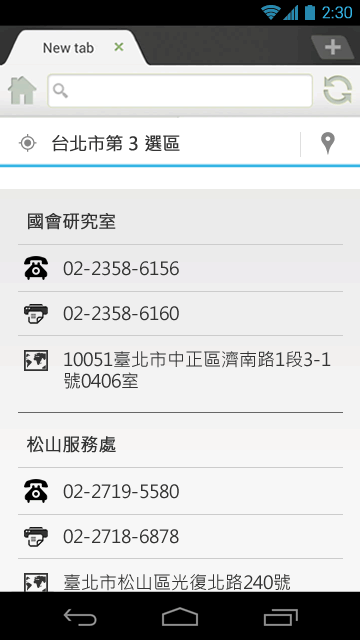 2:30
New tab
台北市第 3 選區
國會研究室
02-2358-6156
02-2358-6160
10051臺北市中正區濟南路1段3-1
號0406室
松山服務處
02-2719-5580
02-2718-6878
臺北市松山區光復北路240號